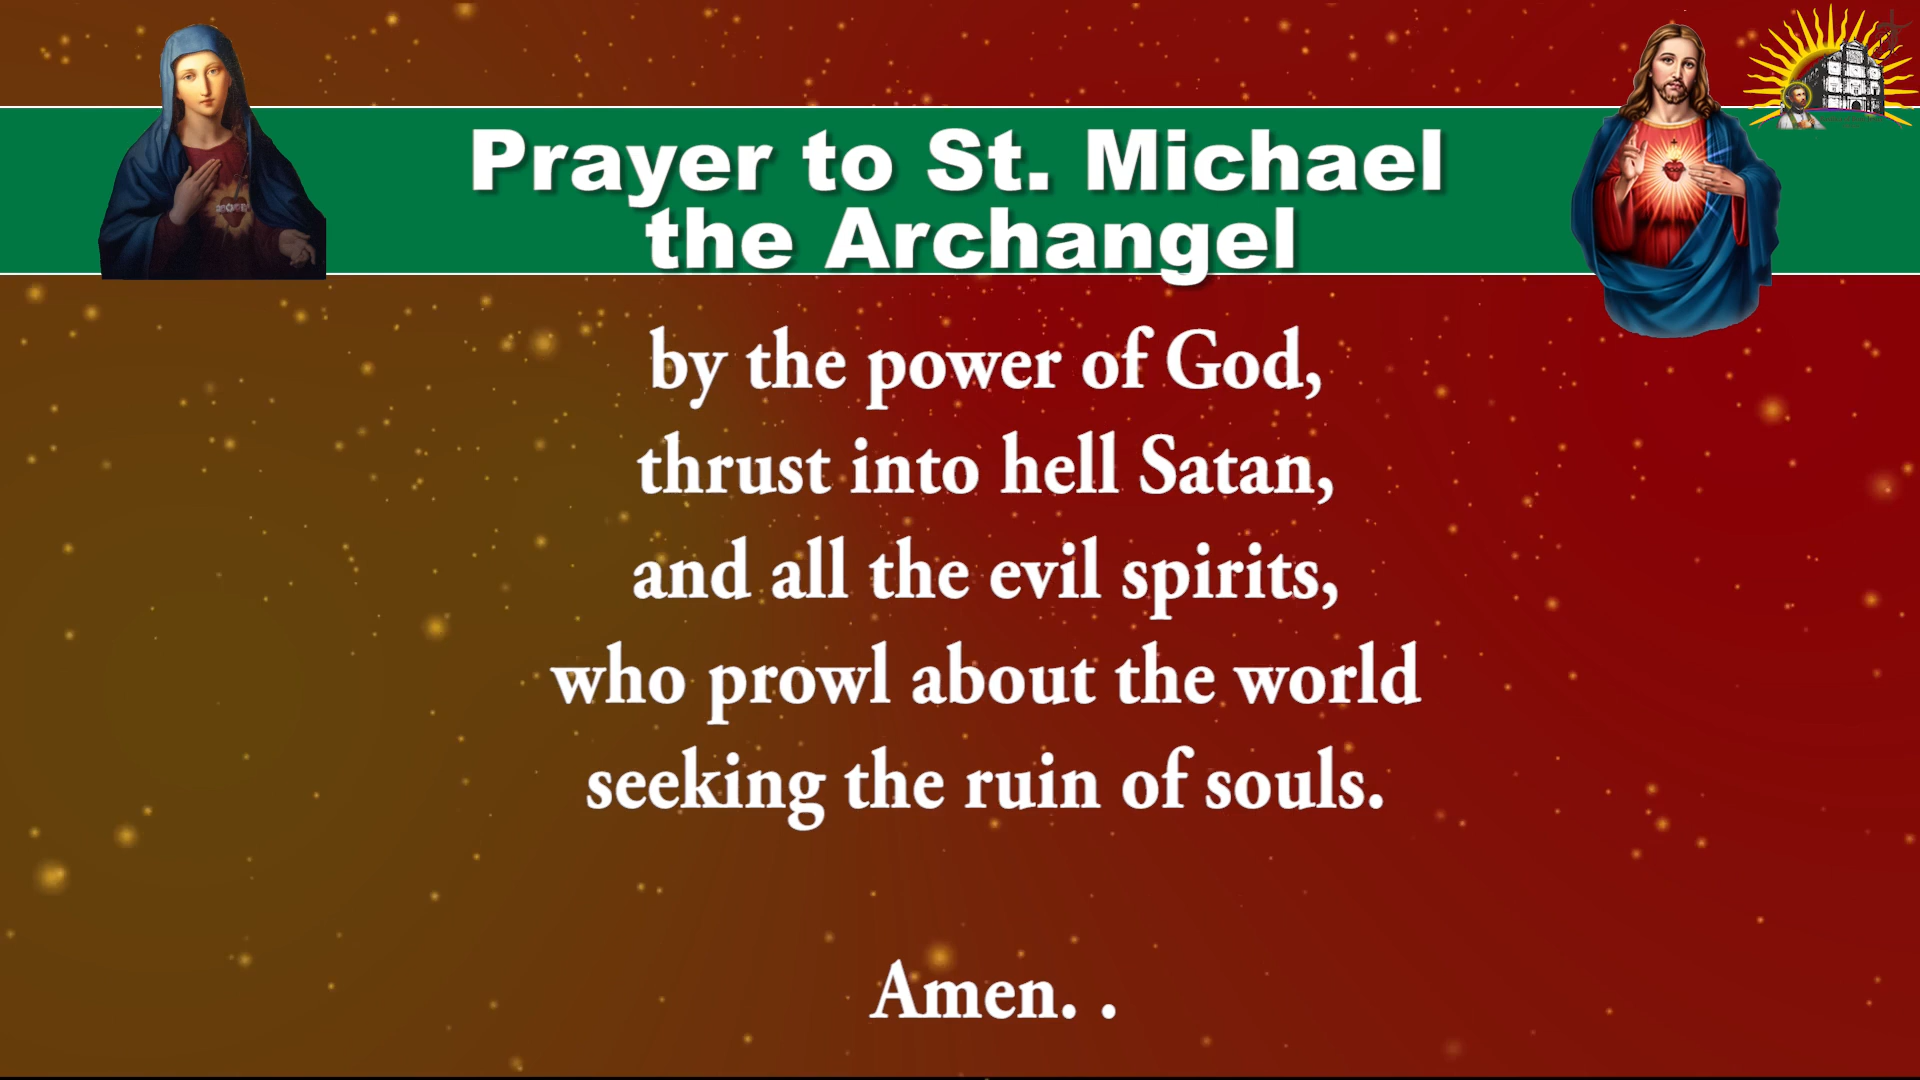 Prayer to St. Michael
the Archangel
by the power of God,
thrust into hell Satan,
and all the evil spirits,
who prowl about the world
seeking the ruin of souls.
Amen. .